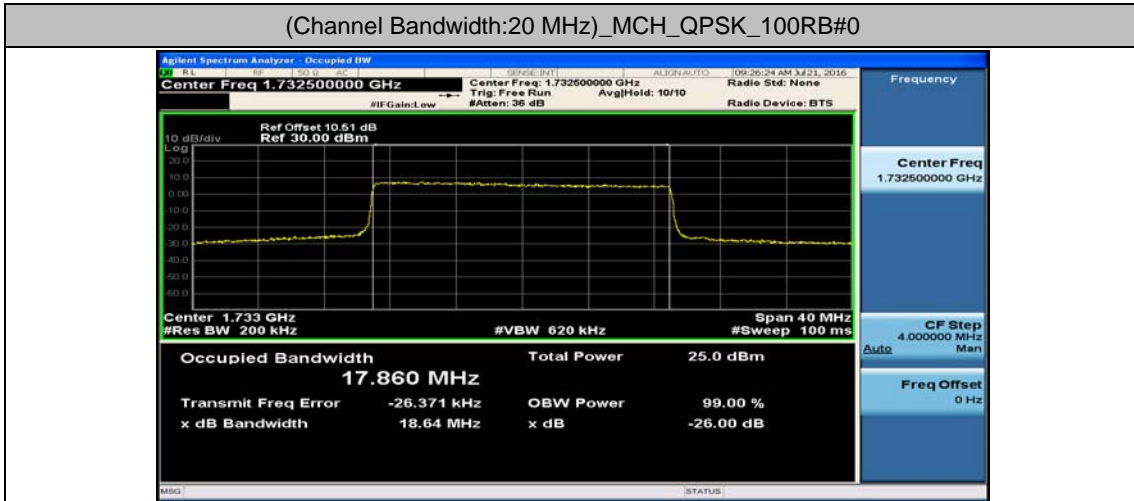 (Channel Bandwidth:20 MHz)_MCH_QPSK_100RB#0
Agilent Spectrum Analyzer - Occupied BW
RL RF 50 Ω AC SENSE:INT ALIGN AUTO 09:26:24 AM Jul 21, 2016
Center Freq 1.732500000 GHz
Center Freq: 1.732500000 GHz
Radio Std: None
Trig: Free Run Avg|Hold: 10/10
#IFGain:Low #Atten: 36 dB Radio Device: BTS
Ref Offset 10.51 dB
10 dB/div Ref 30.00 dBm
Log
20.0
10.0
0.00
-10.0
-20.0
-30.0
-40.0
-50.0
-60.0
Center 1.733 GHz Span 40 MHz
#Res BW 200 kHz #VBW 620 kHz #Sweep 100 ms
Occupied Bandwidth Total Power 25.0 dBm
17.860 MHz
Transmit Freq Error -26.371 kHz OBW Power 99.00 %
x dB Bandwidth 18.64 MHz x dB -26.00 dB
MSG STATUS
Frequency
Center Freq
1.732500000 GHz
CF Step
4.000000 MHz
Auto Man
Freq Offset
0 Hz